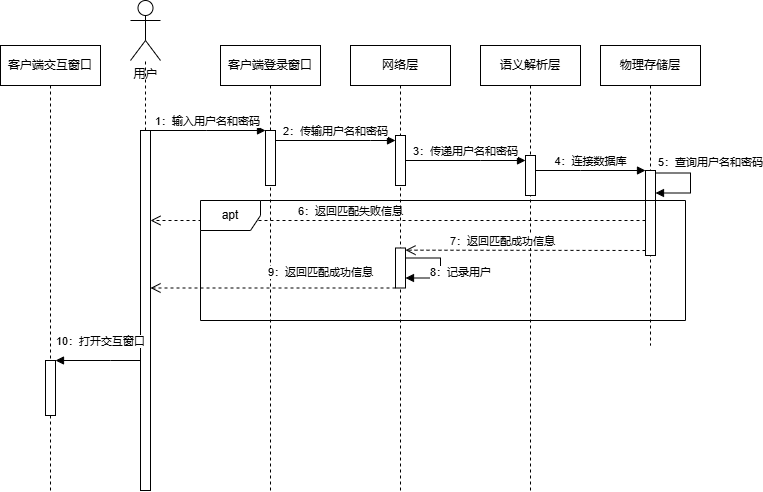 客户端交互窗口
用户
客户端登录窗口
网络层
语义解析层
物理存储层
1：输入用户名和密码
2：传输用户名和密码
3：传递用户名和密码
4：连接数据库
5：查询用户名和密码
apt
6：返回匹配失败信息
7：返回匹配成功信息
8：记录用户
9：返回匹配成功信息
10：打开交互窗口